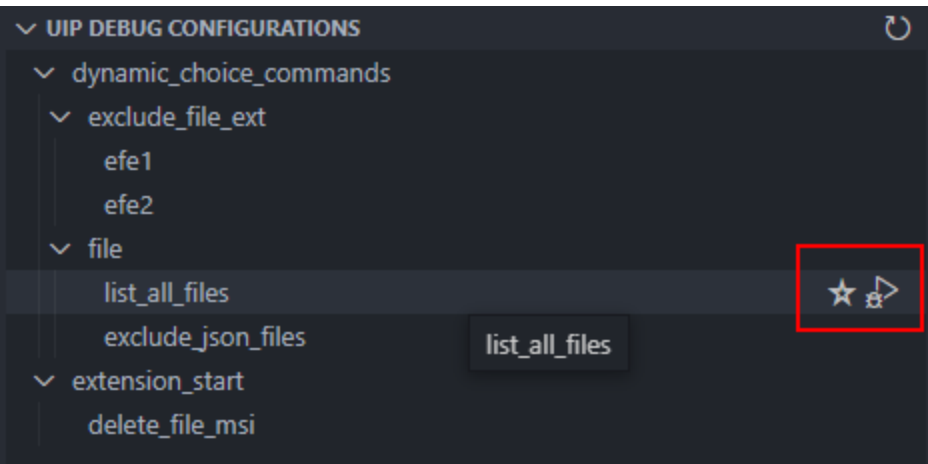 UIP DEBUG CONFIGURATIONS
dynamic_choice_commands
exclude_file_ext
efe1
efe2
file
list_all_files
exclude_json_files
list_all_files
extension_start
delete_file_msi